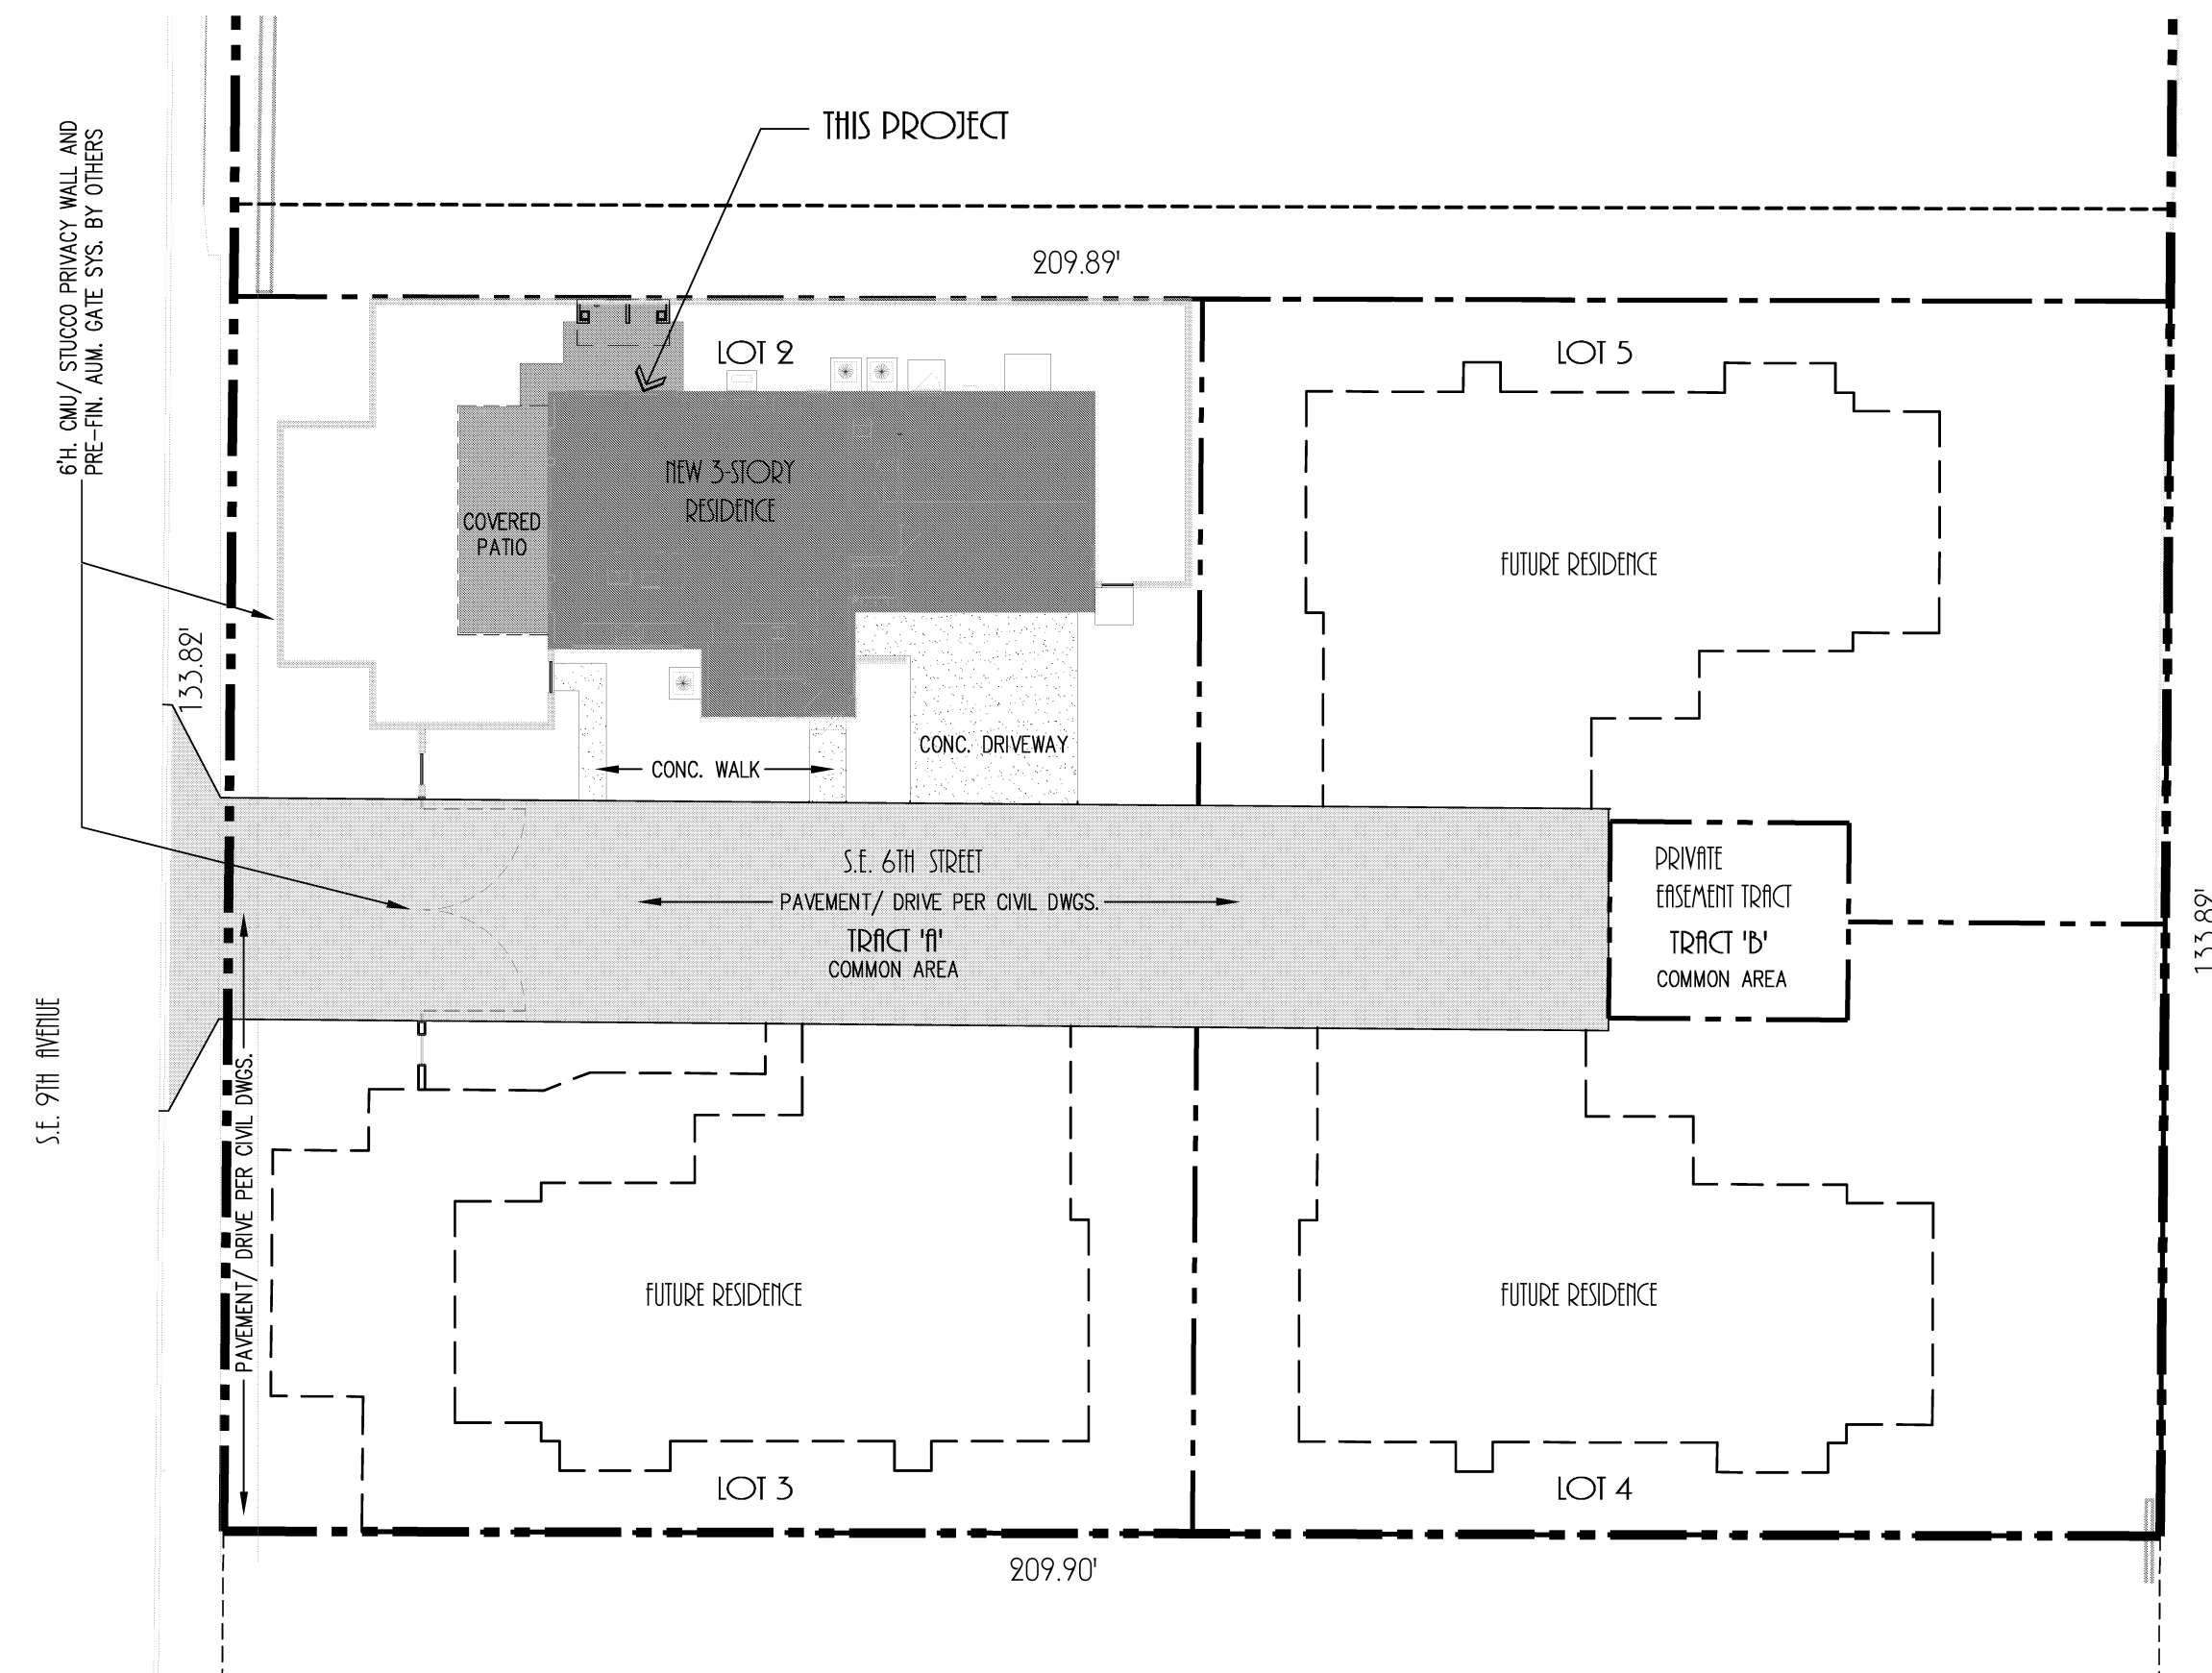 THIS PROJECT
6'H. CMU/ STUCCO PRIVACY WALL AND
PRE-FIN. AUM. GATE SYS. BY OTHERS
209.89'
LOT 2
LOT 5
NEW 3-STORY
RESIDENCE
COVERED
PATIO
FUTURE RESIDENCE
133.82'
CONC. DRIVEWAY
CONC. WALK
S.E. 6TH STREET
PAVEMENT/ DRIVE PER CIVIL DWGS.
TRACT 'A'
COMMON AREA
PRIVATE
EASEMENT TRACT
TRACT 'B'
COMMON AREA
133.82'
S.E. 9TH AVENUE
PAVEMENT/ DRIVE PER CIVIL DWGS.
FUTURE RESIDENCE
FUTURE RESIDENCE
LOT 3
LOT 4
209.90'